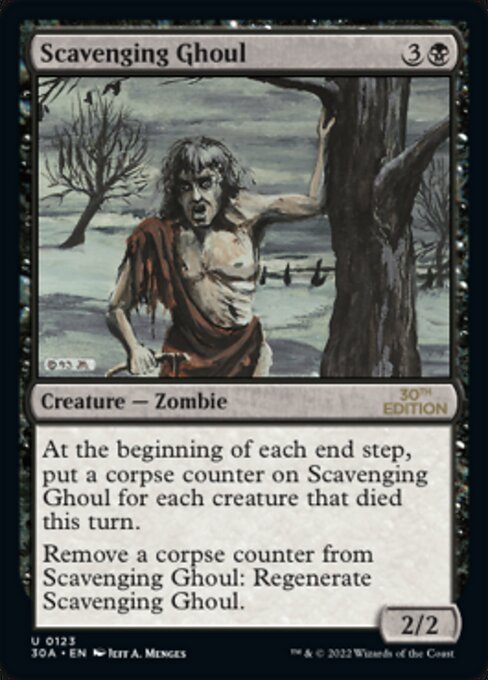 Scavenging Ghoul 3
Creature — Zombie
30TH
EDITION
At the beginning of each end step,
put a corpse counter on Scavenging
Ghoul for each creature that died
this turn.
Remove a corpse counter from
Scavenging Ghoul: Regenerate
Scavenging Ghoul.
2/2
U 0123
30A • EN Jeff A. Menges
™ & © 2022 Wizards of the Coast